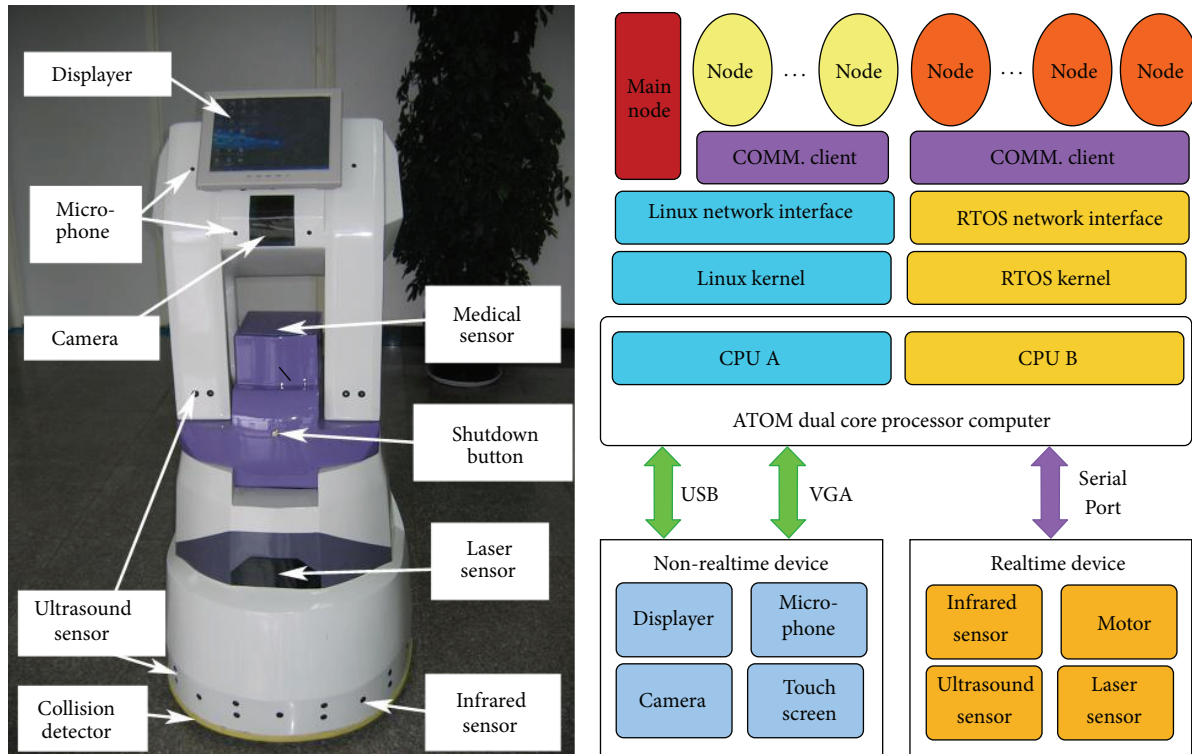 Displayer
Micro-
phone
Camera
Medical
sensor
Shutdown
button
Laser
sensor
Ultrasound
sensor
Collision
detector
Infrared
sensor
Main
node
Node
...
Node
Node
...
Node
Node
COMM. client
COMM. client
Linux network interface
RTOS network interface
Linux kernel
RTOS kernel
CPU A
CPU B
ATOM dual core processor computer
USB
VGA
Serial
Port
Non-realtime device
Displayer
Micro-
phone
Camera
Touch
screen
Realtime device
Infrared
sensor
Motor
Ultrasound
sensor
Laser
sensor